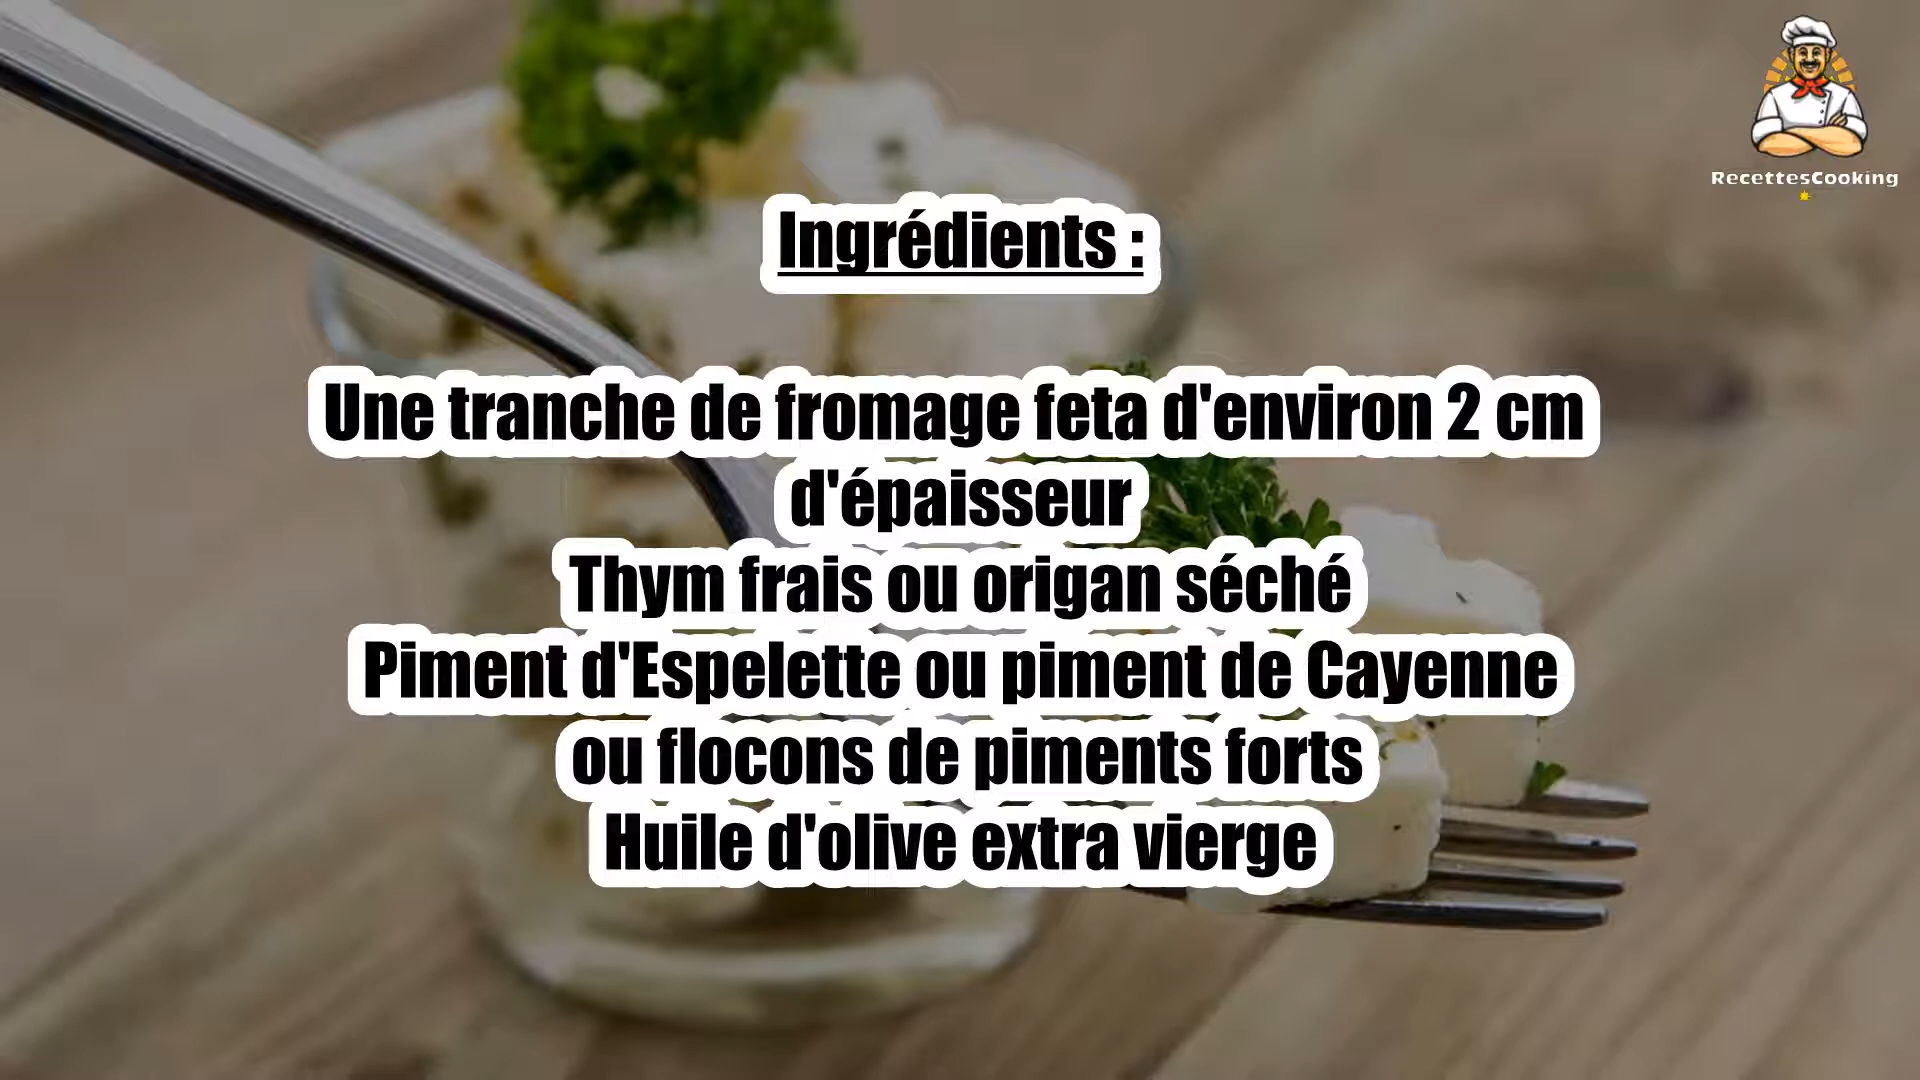 RecettesCooking
Ingrédients :
Une tranche de fromage feta d'environ 2 cm
d'épaisseur
Thym frais ou origan séché
Piment d'Espelette ou piment de Cayenne
ou flocons de piments forts
Huile d'olive extra vierge